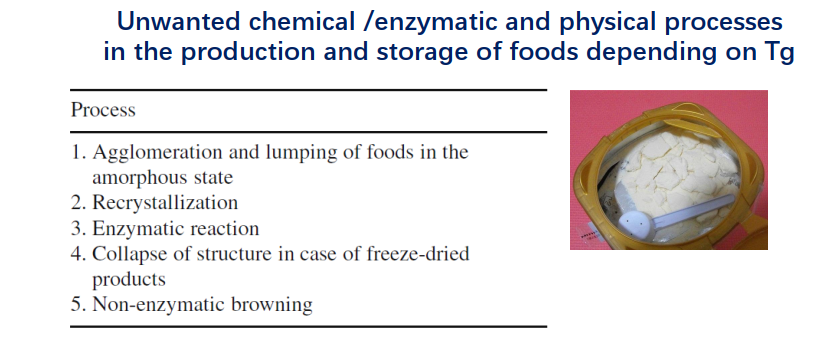 Unwanted chemical /enzymatic and physical processes
in the production and storage of foods depending on Tg
Process
1. Agglomeration and lumping of foods in the
amorphous state
2. Recrystallization
3. Enzymatic reaction
4. Collapse of structure in case of freeze-dried
products
5. Non-enzymatic browning